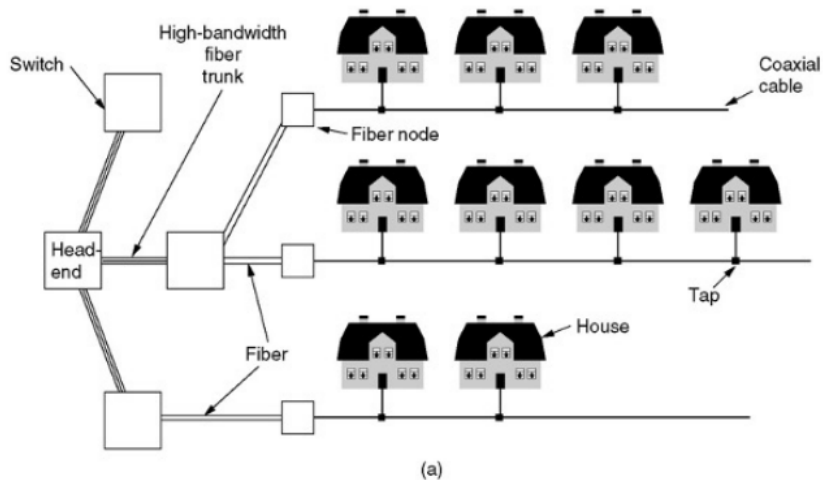 High-bandwidth
fiber
trunk
Switch
Coaxial
cable
Fiber node
Head-
end
Tap
House
Fiber
(a)